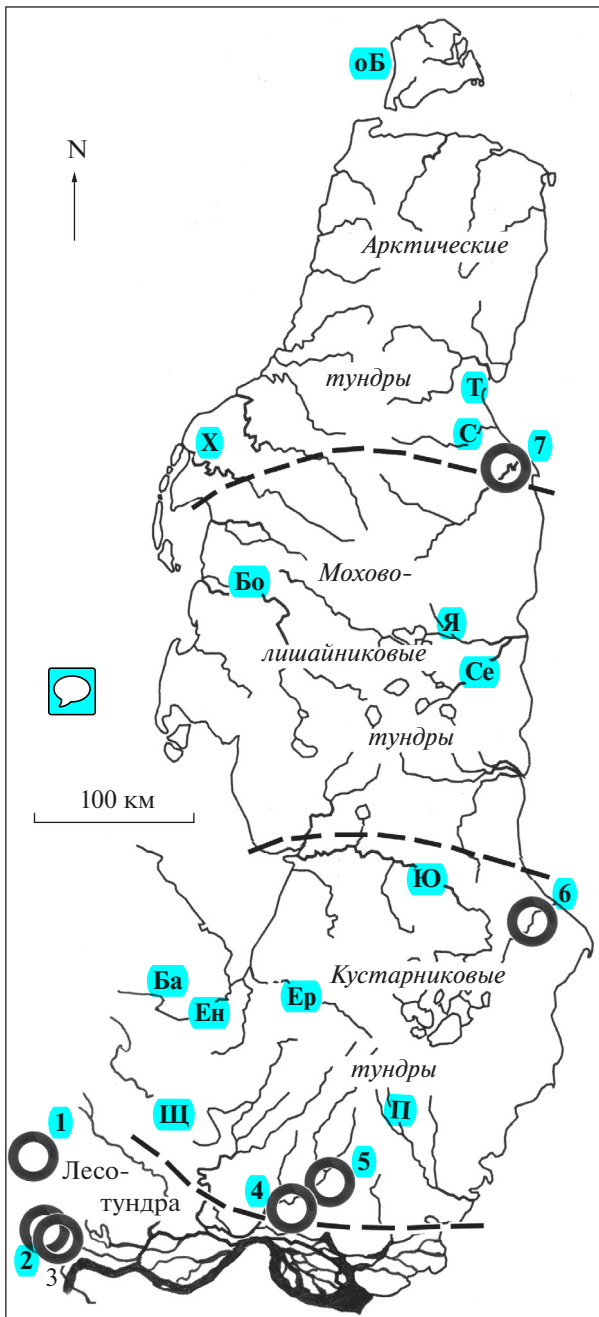 оБ
N
Арктические
тундры
Т
С
7
Х
Мохово-
Бо
Я
лишайниковые
Се
тундры
100 км
Ю
6
Кустарниковые
Ба
Ен
Ер
тундры
Щ
П
1
Лесо-
тундра
5
4
2
3